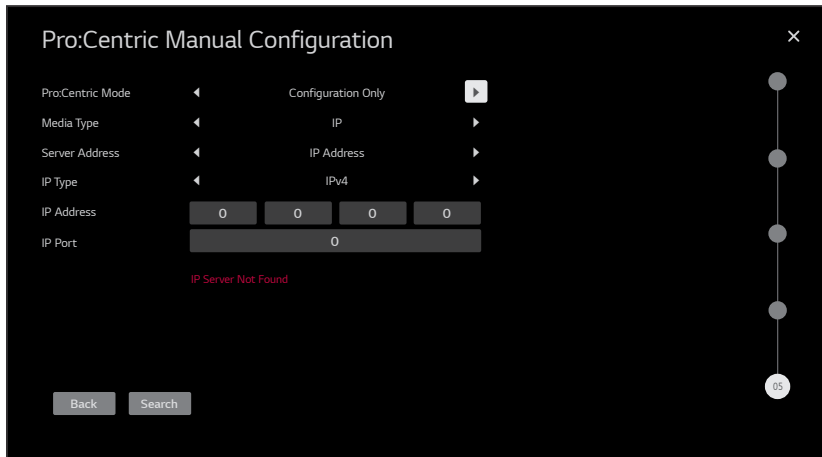 Pro:Centric Manual Configuration
Pro:Centric Mode Configuration Only
Media Type IP
Server Address IP Address
IP Type IPv4
IP Address 0 0 0 0
IP Port 0
IP Server Not Found
05
Back Search